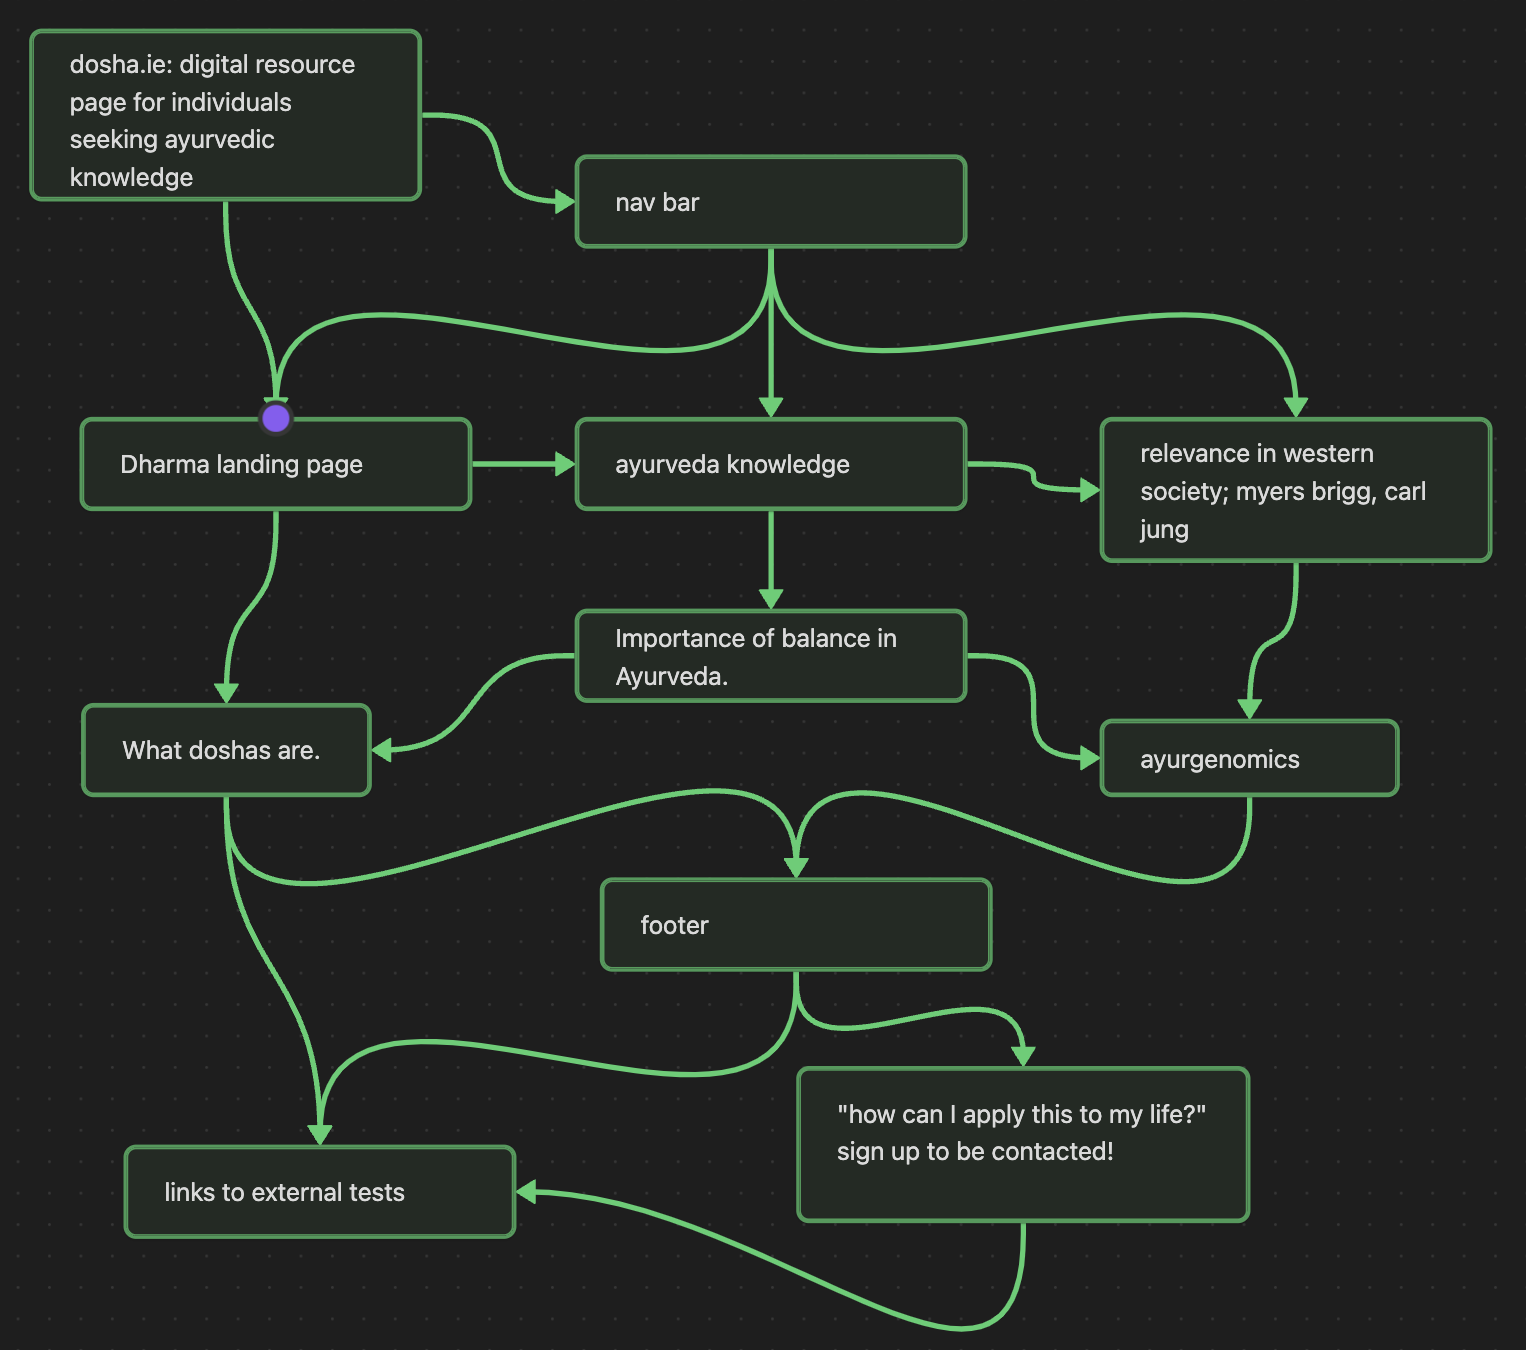 dosha.ie: digital resource
page for individuals
seeking ayurvedic
knowledge
nav bar
Dharma landing page
ayurveda knowledge
relevance in western
society; myers brigg, carl
jung
Importance of balance in
Ayurveda.
What doshas are.
ayurgenomics
footer
"how can I apply this to my life?"
sign up to be contacted!
links to external tests